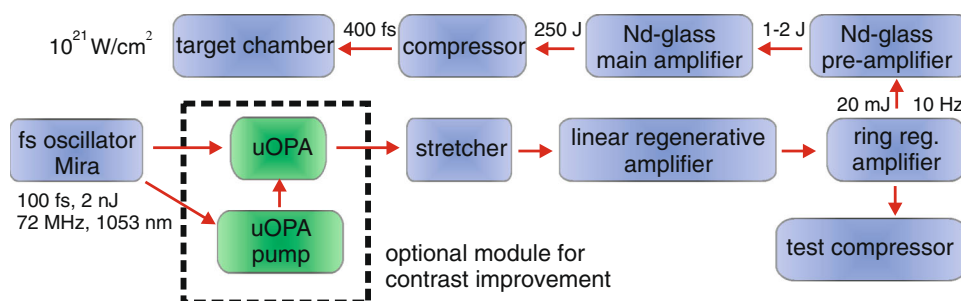 10²¹ W/cm²
target chamber
400 fs
compressor
250 J
Nd-glass
main amplifier
1-2 J
Nd-glass
pre-amplifier
20 mJ
10 Hz
fs oscillator
Mira
uOPA
stretcher
linear regenerative
amplifier
ring reg.
amplifier
100 fs, 2 nJ
72 MHz, 1053 nm
uOPA
pump
optional module for
contrast improvement
test compressor